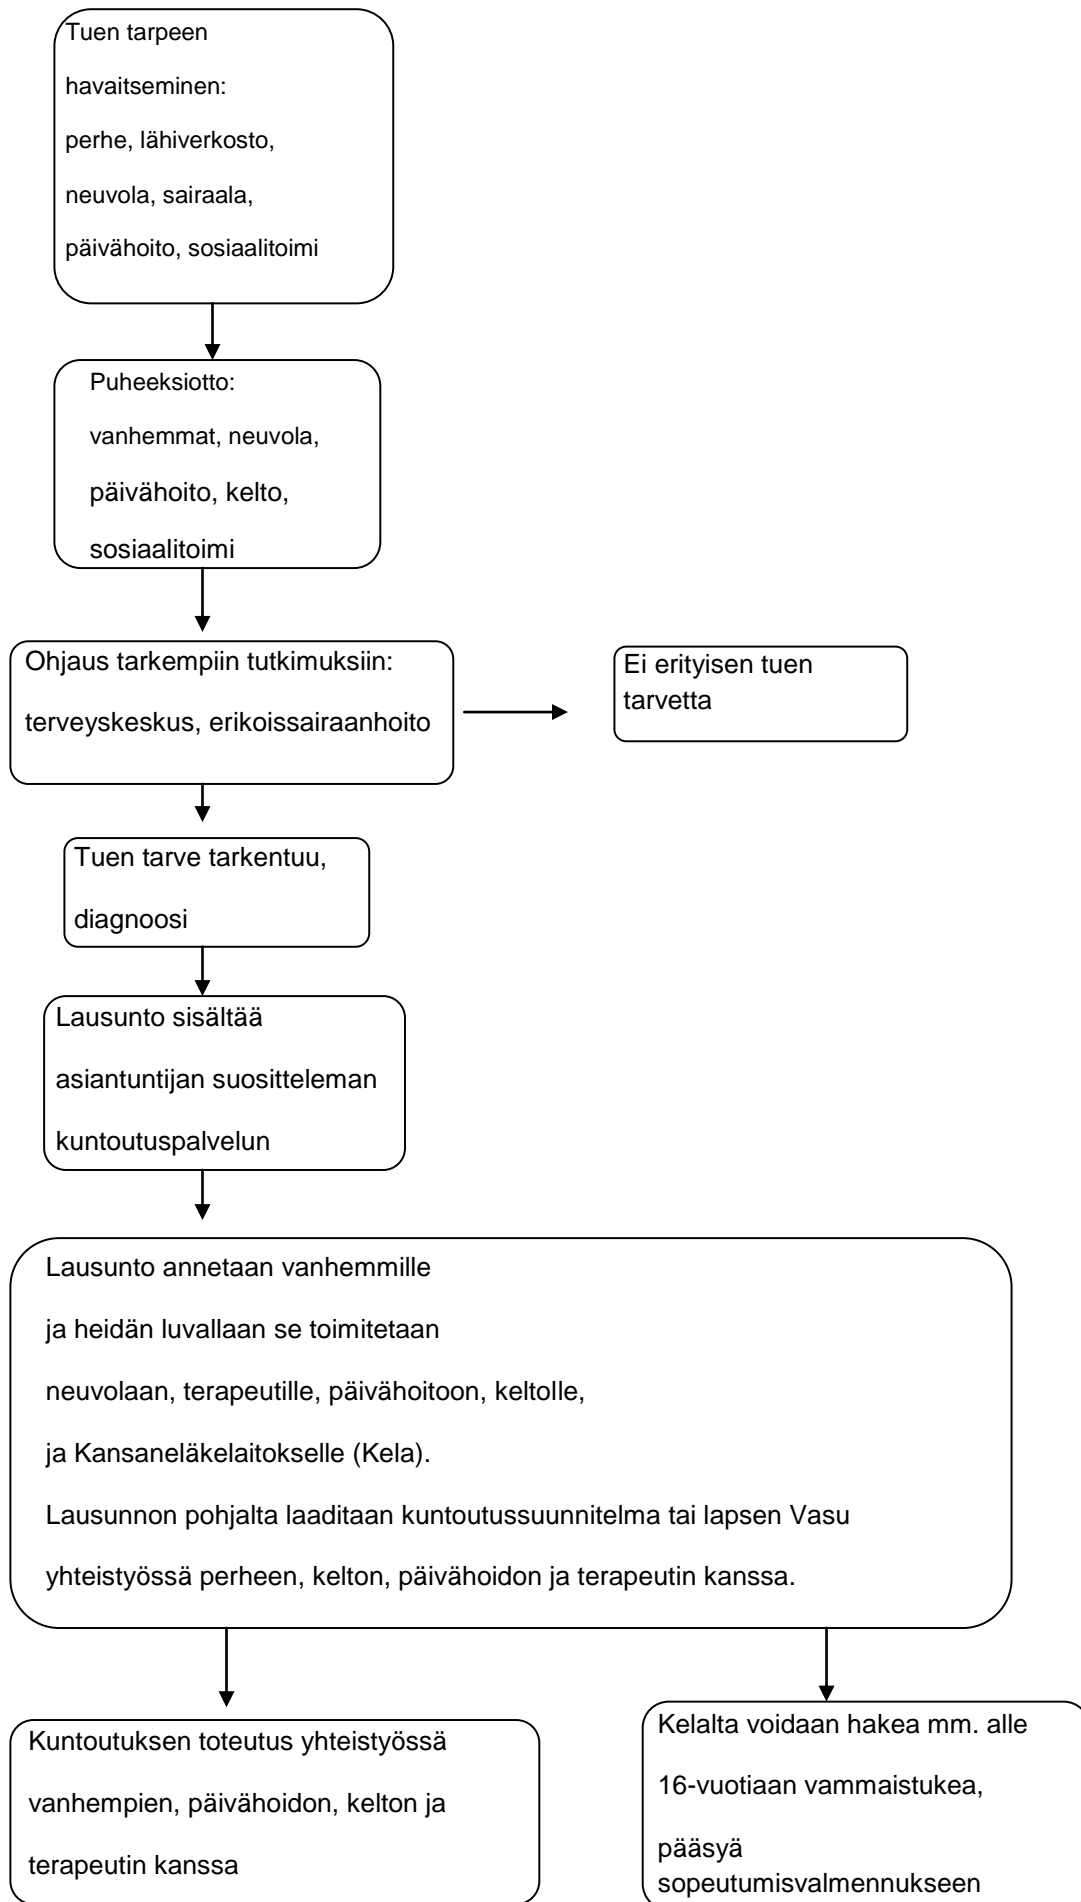 Tuen tarpeen
havaitseminen:
perhe, lähiverkosto,
neuvola, sairaala,
päivähoito, sosiaalitoimi
Puheeksiotto:
vanhemmat, neuvola,
päivähoito, kelto,
sosiaalitoimi
Ohjaus tarkempiin tutkimuksiin:
terveyskeskus, erikoissairaanhoito
Ei erityisen tuen
tarvetta
Tuen tarve tarkentuu,
diagnoosi
Lausunto sisältää
asiantuntijan suositteleman
kuntoutuspalvelun
Lausunto annetaan vanhemmille
ja heidän luvallaan se toimitetaan
neuvolaan, terapeutille, päivähoitoon, keltolle,
ja Kansaneläkelaitokselle (Kela).
Lausunnon pohjalta laaditaan kuntoutussuunnitelma tai lapsen Vasu
yhteistyössä perheen, kelton, päivähoidon ja terapeutin kanssa.
Kuntoutuksen toteutus yhteistyössä
vanhempien, päivähoidon, kelton ja
terapeutin kanssa
Kelalta voidaan hakea mm. alle
16-vuotiaan vammaistukea,
pääsyä
sopeutumisvalmennukseen